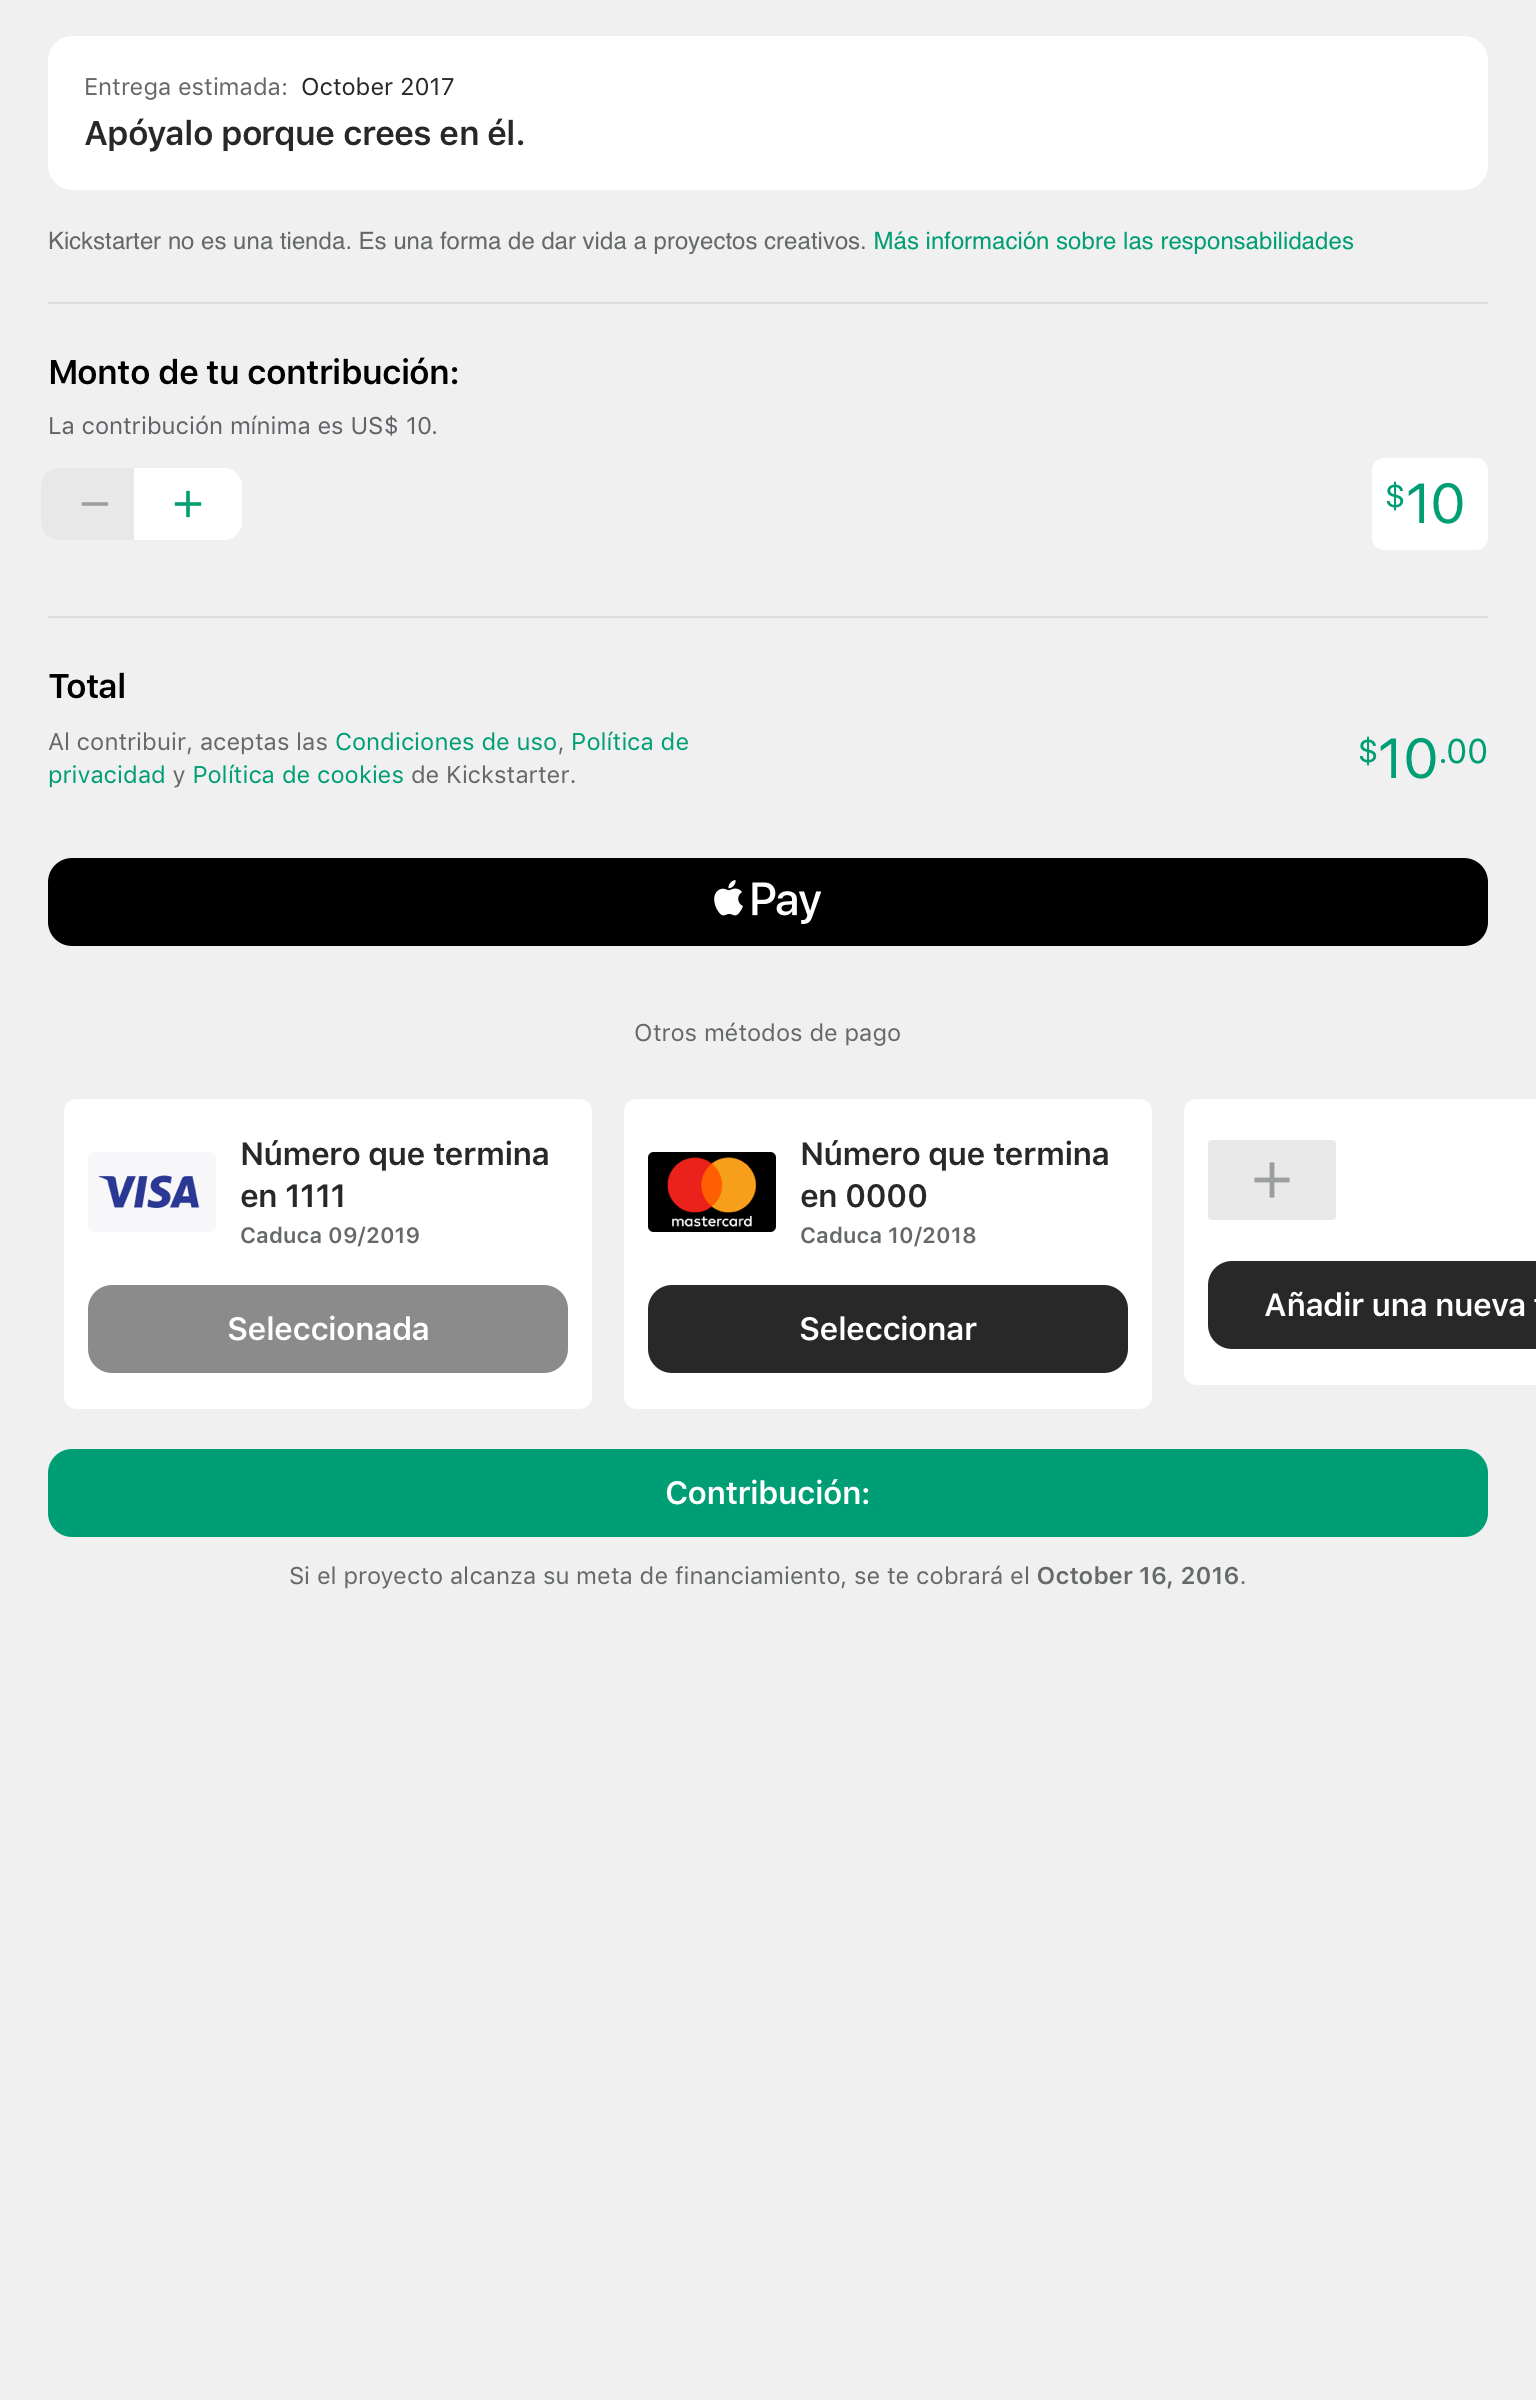 Entrega estimada: October 2017
Apóyalo porque crees en él.
Kickstarter no es una tienda. Es una forma de dar vida a proyectos creativos. Más información sobre las responsabilidades
Monto de tu contribución:
La contribución mínima es US$ 10.
$10
Total
Al contribuir, aceptas las Condiciones de uso, Política de
privacidad y Política de cookies de Kickstarter.
$10.00
Pay
Otros métodos de pago
VISA
Número que termina
en 1111
Caduca 09/2019
Seleccionada
mastercard
Número que termina
en 0000
Caduca 10/2018
Seleccionar
Añadir una nueva
Contribución:
Si el proyecto alcanza su meta de financiamiento, se te cobrará el October 16, 2016.